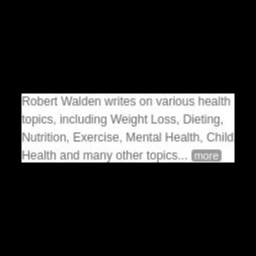 Robert Walden writes on various health
topics, including Weight Loss, Dieting,
Nutrition, Exercise, Mental Health, Child
Health and many other topics... more